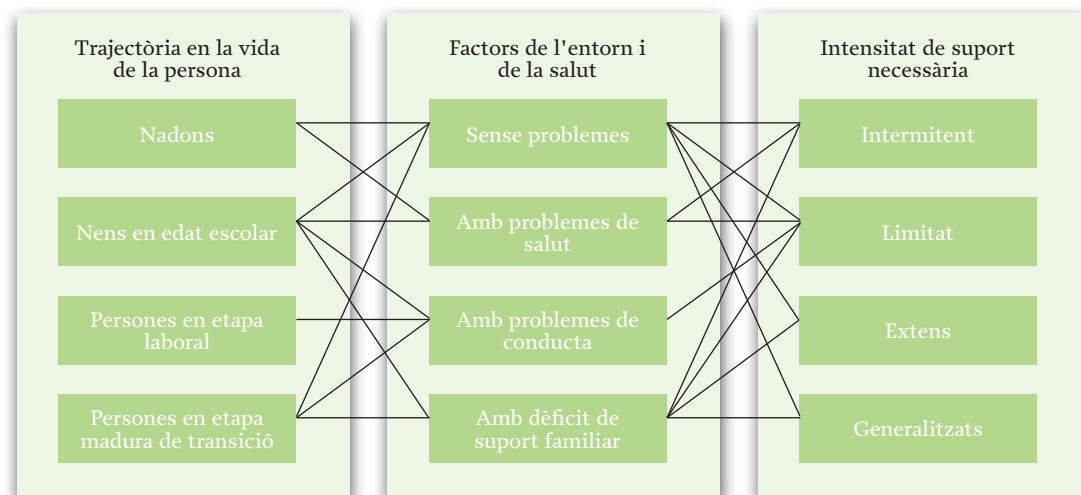 Trajectòria en la vida
de la persona
Nadons
Nens en edat escolar
Persones en etapa
laboral
Persones en etapa
madura de transició
Factors de l'entorn i
de la salut
Sense problemes
Amb problemes de
salut
Amb problemes de
conducta
Amb dèficit de
suport familiar
Intensitat de suport
necessària
Intermitent
Limitat
Extens
Generalitzats